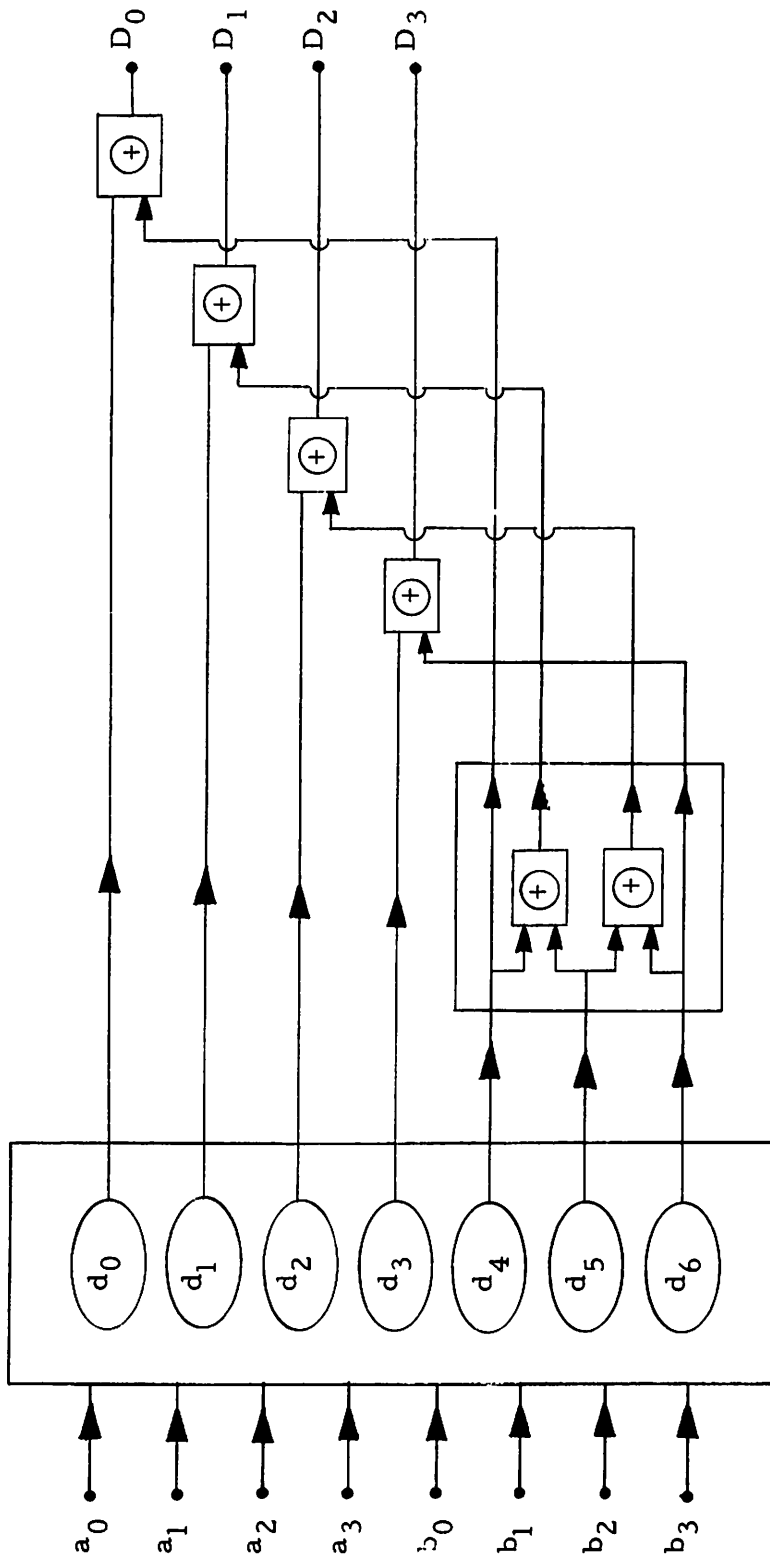 D0
D1
D2
D3
+
+
+
+
+
+
d0
d1
d2
d3
d4
d5
d6
a0
a1
a2
a3
b0
b1
b2
b3